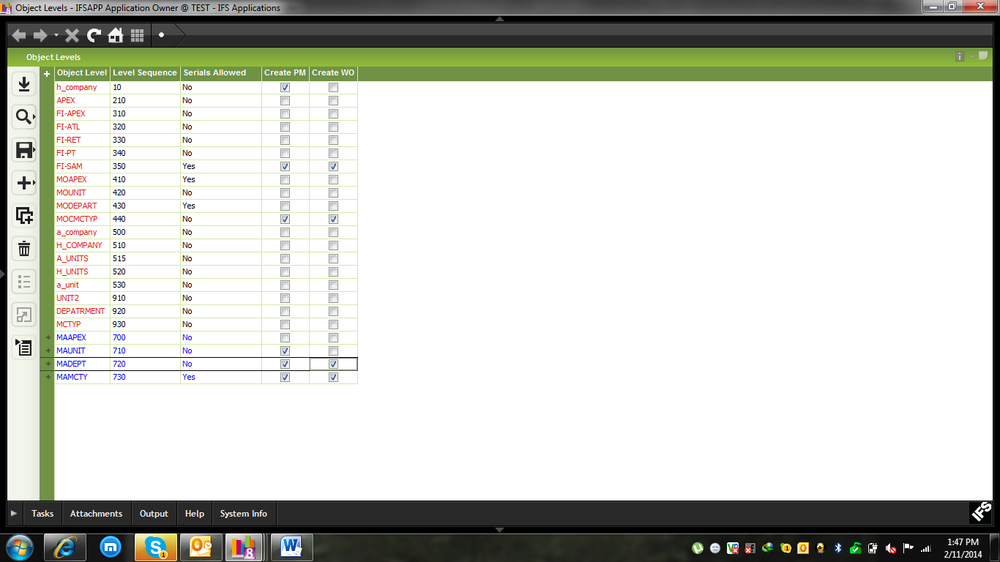 Object Levels - IFSAPP Application Owner @ TEST - IFS Applications
Object Levels
Object Level Level Sequence Serials Allowed Create PM Create WO
h_company 10 No
APEX 210 No
FI-APEX 310 No
FI-ATL 320 No
FI-RET 330 No
FI-PT 340 No
FI-SAM 350 Yes
MOAPEX 410 Yes
MOUNIT 420 No
MODEPART 430 Yes
MOCMCTYP 440 No
a_company 500 No
H_COMPANY 510 No
A_UNITS 515 No
H_UNITS 520 No
a_unit 530 No
UNIT2 910 No
DEPATRMENT 920 No
MCTYP 930 No
MAAPEX 700 No
MAUNIT 710 No
MADEPT 720 No
MAMCTY 730 Yes
Tasks Attachments Output Help System Info
IFS
1:47 PM
2/11/2014